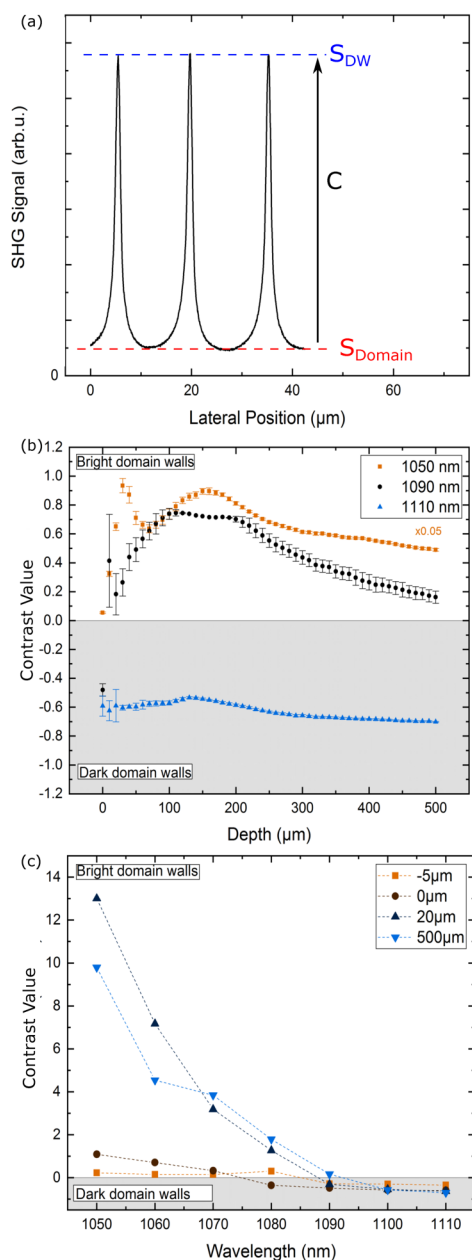 (a)
S_DW
C
S_Domain
SHG Signal (arb.u.)
0
0 20 40 60
Lateral Position (µm)
(b)
Bright domain walls
1050 nm
1090 nm
1110 nm
x0.05
1.2
1.0
0.8
0.6
0.4
0.2
0.0
-0.2
-0.4
-0.6
-0.8
-1.0
-1.2
Contrast Value
Dark domain walls
0 100 200 300 400 500
Depth (µm)
(c)
Bright domain walls
-5µm
0µm
20µm
500µm
14
12
10
8
6
4
2
0
Contrast Value
Dark domain walls
1050 1060 1070 1080 1090 1100 1110
Wavelength (nm)